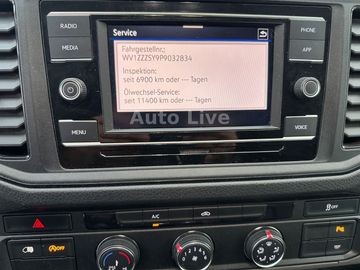 RADIO
PHONE
Service
MEDIA
APP
Fahrgestellnr.:
WV1ZZZSY9P9032834
Inspektion:
seit 6900 km oder --- Tagen
Ölwechsel-Service:
seit 11400 km oder --- Tagen
Auto Live
MENU
VOICE
A/C
OFF